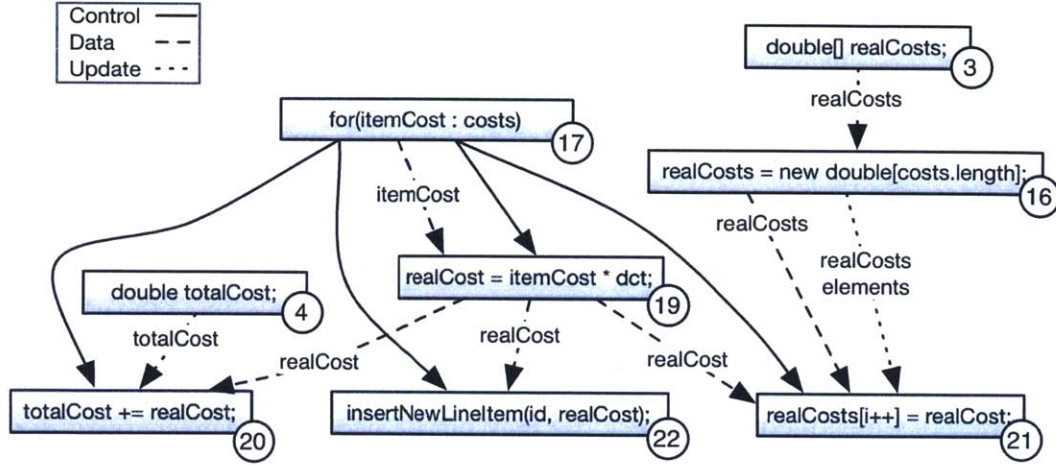 Control
Data
Update
double[] realCosts;
3
realCosts
for(itemCost : costs)
17
realCosts = new double[costs.length];
16
itemCost
realCosts
realCosts
elements
realCost = itemCost * dct;
19
double totalCost;
4
totalCost
realCost
realCost
realCost
totalCost += realCost;
20
insertNewLineItem(id, realCost);
22
realCosts[i++] = realCost;
21